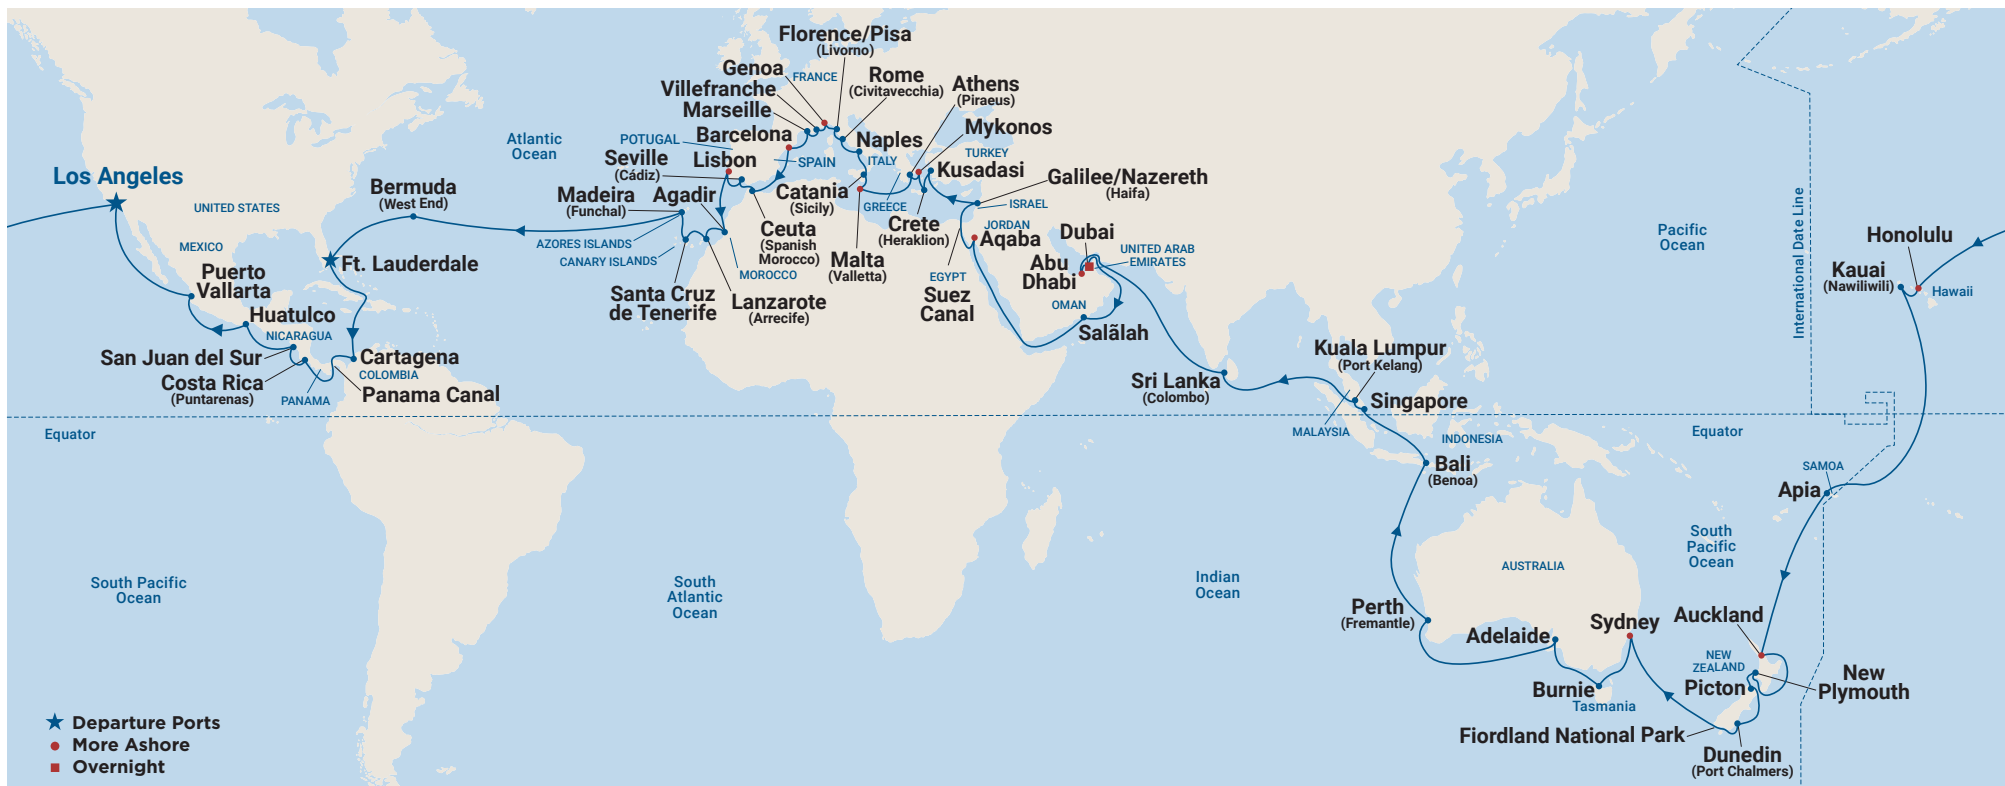 Florence/Pisa
(Livorno)
Genoa
FRANCE
Rome
(Civitavecchia)
Athens
(Piraeus)
Villefranche
Marseille
Mykonos
Atlantic
Ocean
POTUGAL
Barcelona
Naples
ITALY
TURKEY
Seville
(Cádiz)
Lisbon
SPAIN
Kusadasi
Los Angeles
Bermuda
(West End)
Madeira
(Funchal)
Agadir
Catania
(Sicily)
GREECE
Galilee/Nazereth
(Haifa)
ISRAEL
UNITED STATES
Ceuta
(Spanish
Morocco)
Crete
(Heraklion)
JORDAN
Aqaba
Dubai
UNITED ARAB
EMIRATES
Pacific
Ocean
International Date Line
Honolulu
MEXICO
AZORES ISLANDS
CANARY ISLANDS
MOROCCO
Malta
(Valletta)
EGYPT
Suez
Canal
Abu
Dhabi
Kauai
(Nawiliwili)
Hawaii
Puerto
Vallarta
Ft. Lauderdale
Santa Cruz
de Tenerife
Lanzarote
(Arrecife)
OMAN
Salãlah
Huatulco
NICARAGUA
San Juan del Sur
Cartagena
COLOMBIA
Costa Rica
(Puntarenas)
PANAMA
Panama Canal
Kuala Lumpur
(Port Kelang)
Sri Lanka
(Colombo)
Singapore
Equator
MALAYSIA
INDONESIA
Equator
Bali
(Benoa)
SAMOA
Apia
South Pacific
Ocean
South
Atlantic
Ocean
Indian
Ocean
AUSTRALIA
South
Pacific
Ocean
Perth
(Fremantle)
Adelaide
Sydney
Auckland
NEW
ZEALAND
Burnie
Tasmania
Picton
New
Plymouth
Fiordland National Park
Dunedin
(Port Chalmers)
Departure Ports
More Ashore
Overnight